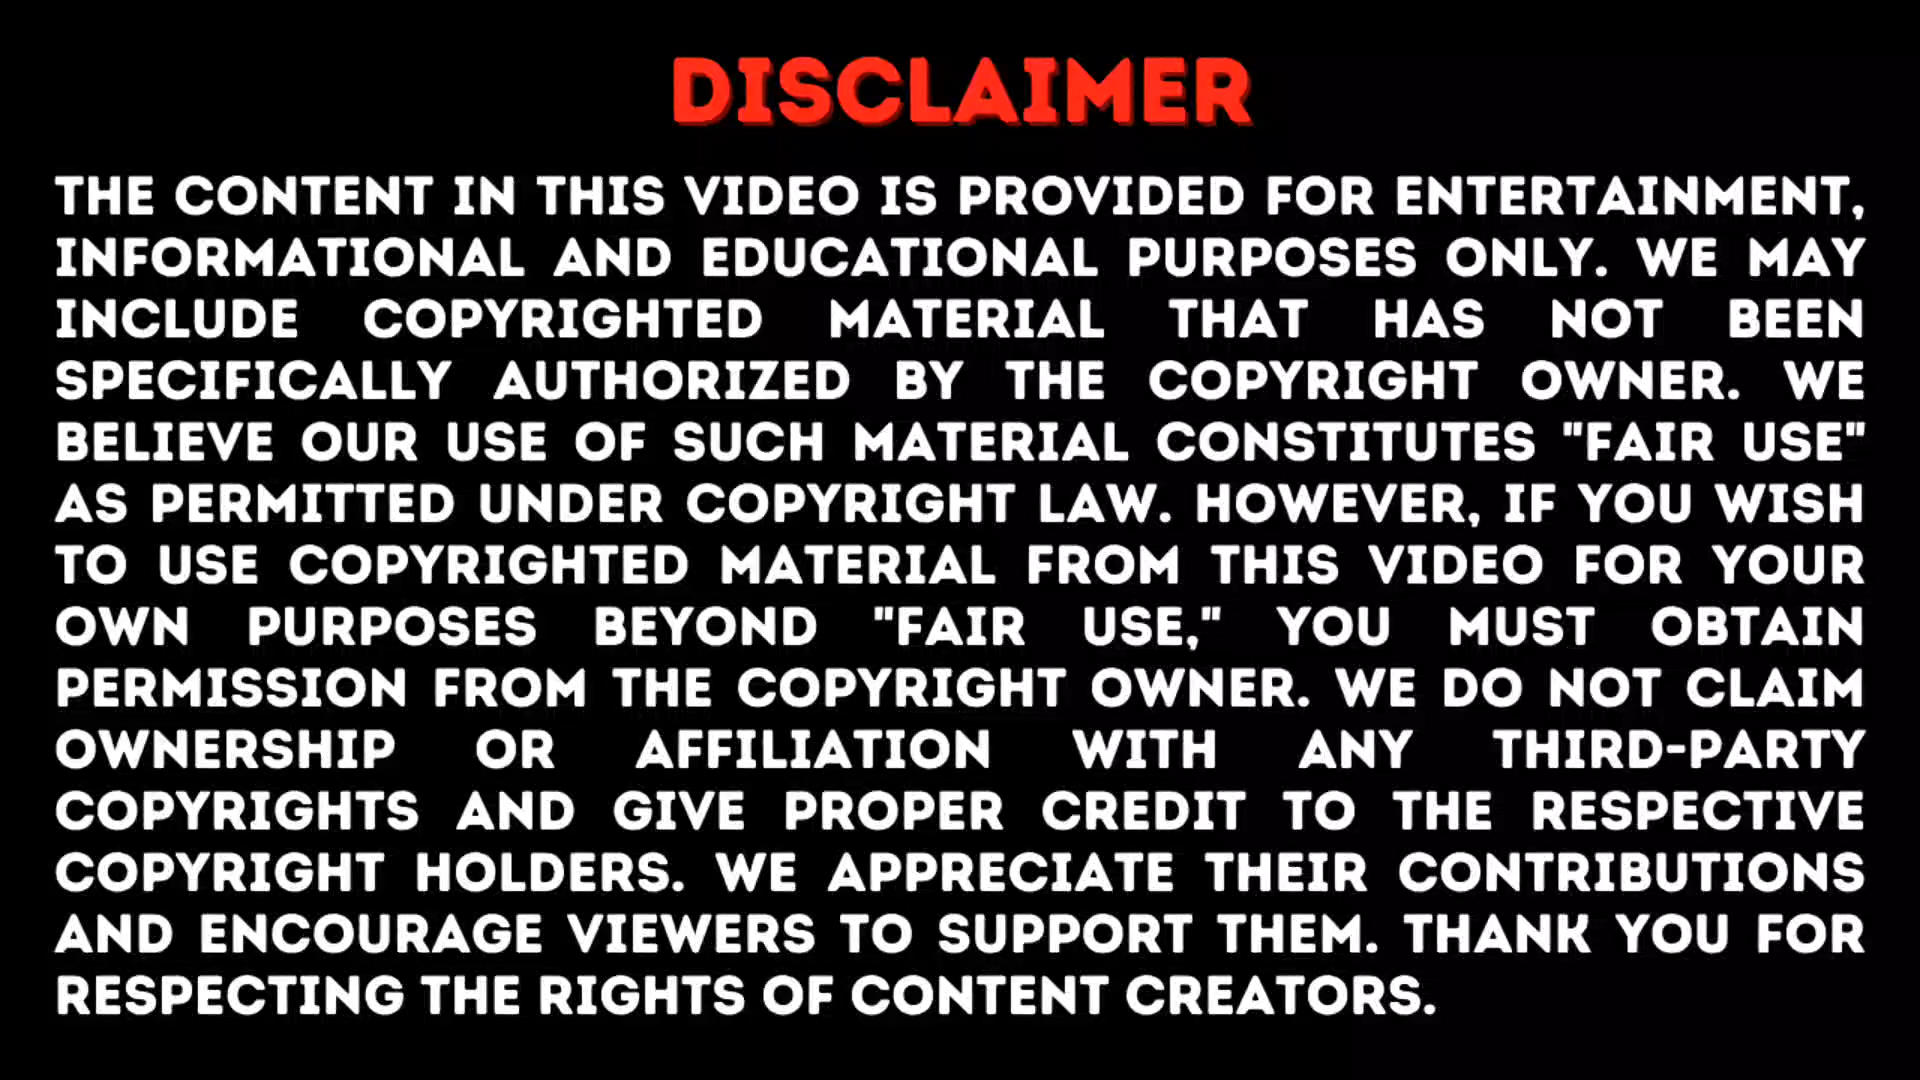 DISCLAIMER
THE CONTENT IN THIS VIDEO IS PROVIDED FOR ENTERTAINMENT,
INFORMATIONAL AND EDUCATIONAL PURPOSES ONLY. WE MAY
INCLUDE COPYRIGHTED MATERIAL THAT HAS NOT BEEN
SPECIFICALLY AUTHORIZED BY THE COPYRIGHT OWNER. WE
BELIEVE OUR USE OF SUCH MATERIAL CONSTITUTES "FAIR USE"
AS PERMITTED UNDER COPYRIGHT LAW. HOWEVER, IF YOU WISH
TO USE COPYRIGHTED MATERIAL FROM THIS VIDEO FOR YOUR
OWN PURPOSES BEYOND "FAIR USE," YOU MUST OBTAIN
PERMISSION FROM THE COPYRIGHT OWNER. WE DO NOT CLAIM
OWNERSHIP OR AFFILIATION WITH ANY THIRD-PARTY
COPYRIGHTS AND GIVE PROPER CREDIT TO THE RESPECTIVE
COPYRIGHT HOLDERS. WE APPRECIATE THEIR CONTRIBUTIONS
AND ENCOURAGE VIEWERS TO SUPPORT THEM. THANK YOU FOR
RESPECTING THE RIGHTS OF CONTENT CREATORS.